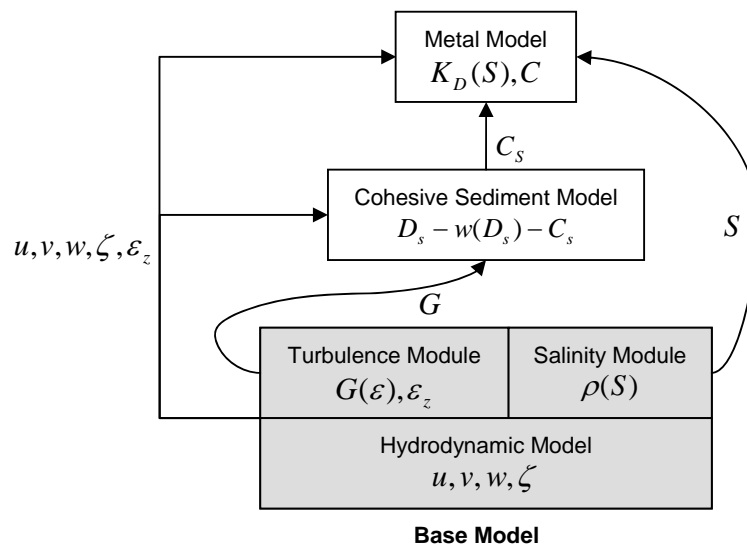 Metal Model
K_D(S), C
C_S
Cohesive Sediment Model
D_s − w(D_s) − C_s
u, v, w, ζ, ε_z
S
G
Turbulence Module
G(ε), ε_z
Salinity Module
ρ(S)
Hydrodynamic Model
u, v, w, ζ
Base Model